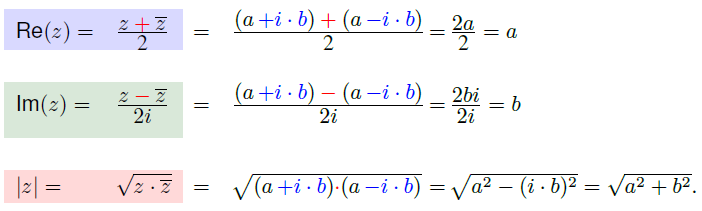 Re(z) = (z + z̅)/2 = ((a + i · b) + (a − i · b))/2 = 2a/2 = a
Im(z) = (z − z̅)/2i = ((a + i · b) − (a − i · b))/2i = 2bi/2i = b
|z| = √(z · z̅) = √((a + i · b)·(a − i · b)) = √(a² − (i · b)²) = √(a² + b²).